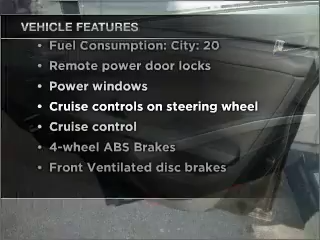 VEHICLE FEATURES
• Fuel Consumption: City: 20
• Remote power door locks
• Power windows
• Cruise controls on steering wheel
• Cruise control
• 4-wheel ABS Brakes
• Front Ventilated disc brakes